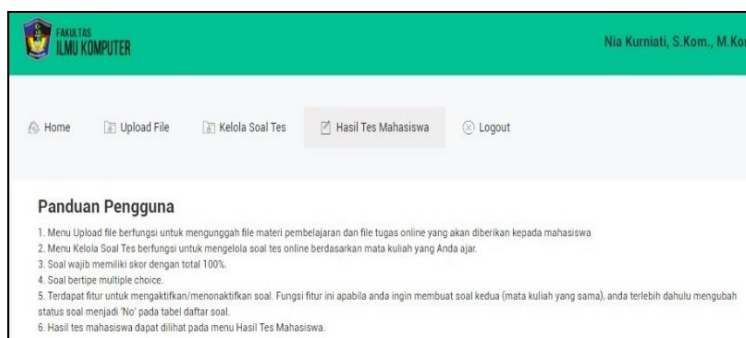 FAKULTAS
ILMU KOMPUTER
Nia Kurniati, S.Kom., M.Kom
Home Upload File Kelola Soal Tes Hasil Tes Mahasiswa Logout
Panduan Pengguna
1. Menu Upload file berfungsi untuk mengunggah file materi pembelajaran dan file tugas online yang akan diberikan kepada mahasiswa
2. Menu Kelola Soal Tes berfungsi untuk mengelola soal tes online berdasarkan mata kuliah yang Anda ajar.
3. Soal wajib memiliki skor dengan total 100%.
4. Soal bertipe multiple choice.
5. Terdapat fitur untuk mengaktifkan/menonaktifkan soal. Fungsi fitur ini apabila anda ingin membuat soal kedua (mata kuliah yang sama), anda terlebih dahulu mengubah
status soal menjadi 'No' pada tabel daftar soal.
6. Hasil tes mahasiswa dapat dilihat pada menu Hasil Tes Mahasiswa.